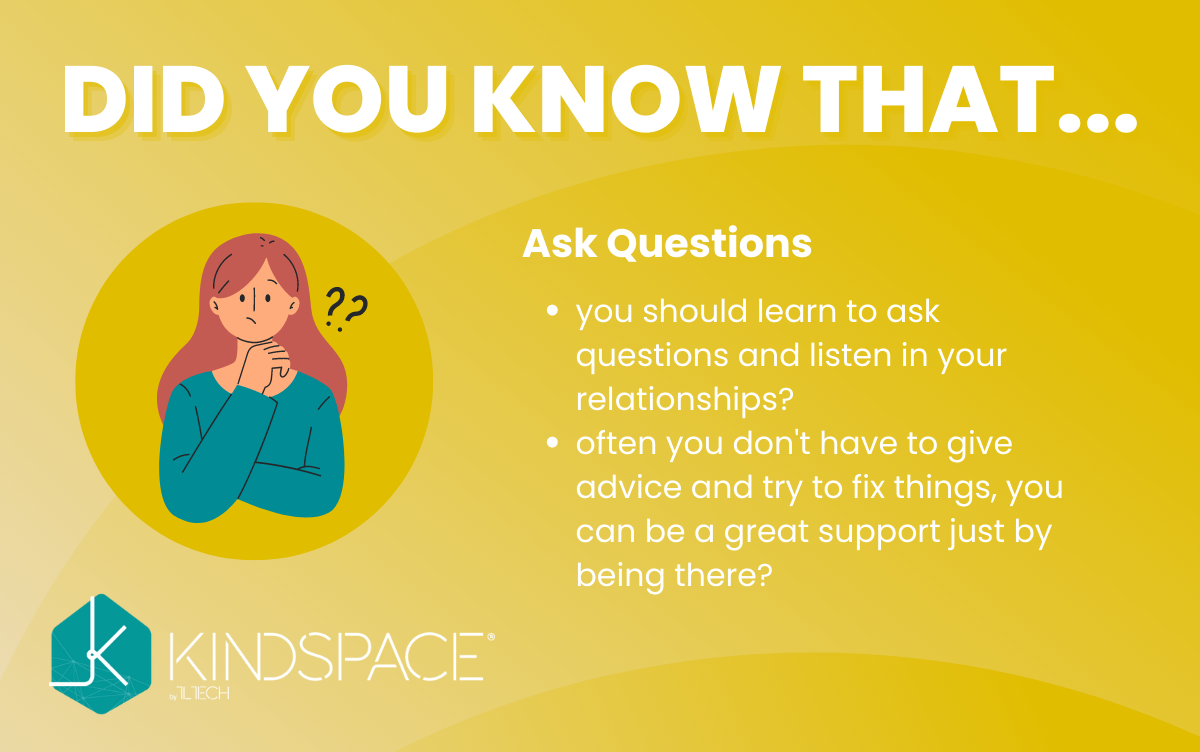 DID YOU KNOW THAT...
??
Ask Questions
• you should learn to ask
questions and listen in your
relationships?
• often you don't have to give
advice and try to fix things, you
can be a great support just by
being there?
KINDSPACE®
by TLTECH